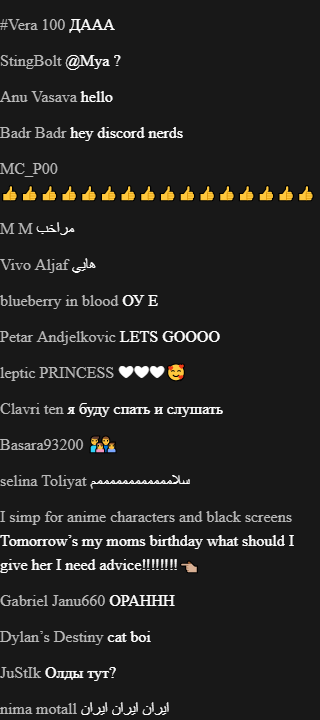 #Vera 100 ДААА
StingBolt @Mya ?
Anu Vasava hello
Badr Badr hey discord nerds
MC_P00
👍👍👍👍👍👍👍👍👍👍👍👍👍👍👍👍
M M مراخب
Vivo Aljaf هایی
blueberry in blood ОУ Е
Petar Andjelkovic LETS GOOOO
leptic PRINCESS 🤍🤍🤍🥰
Clavri ten я буду спать и слушать
Basara93200 👩‍❤️‍👨👨‍👩‍👧
selina Toliyat سلاممممممممممممم
I simp for anime characters and black screens
Tomorrow’s my moms birthday what should I
give her I need advice!!!!!!!! 👈🏼
Gabriel Janu660 ОРАННН
Dylan’s Destiny cat boi
JuStIk Олды тут?
nima motall ایران ایران ایران